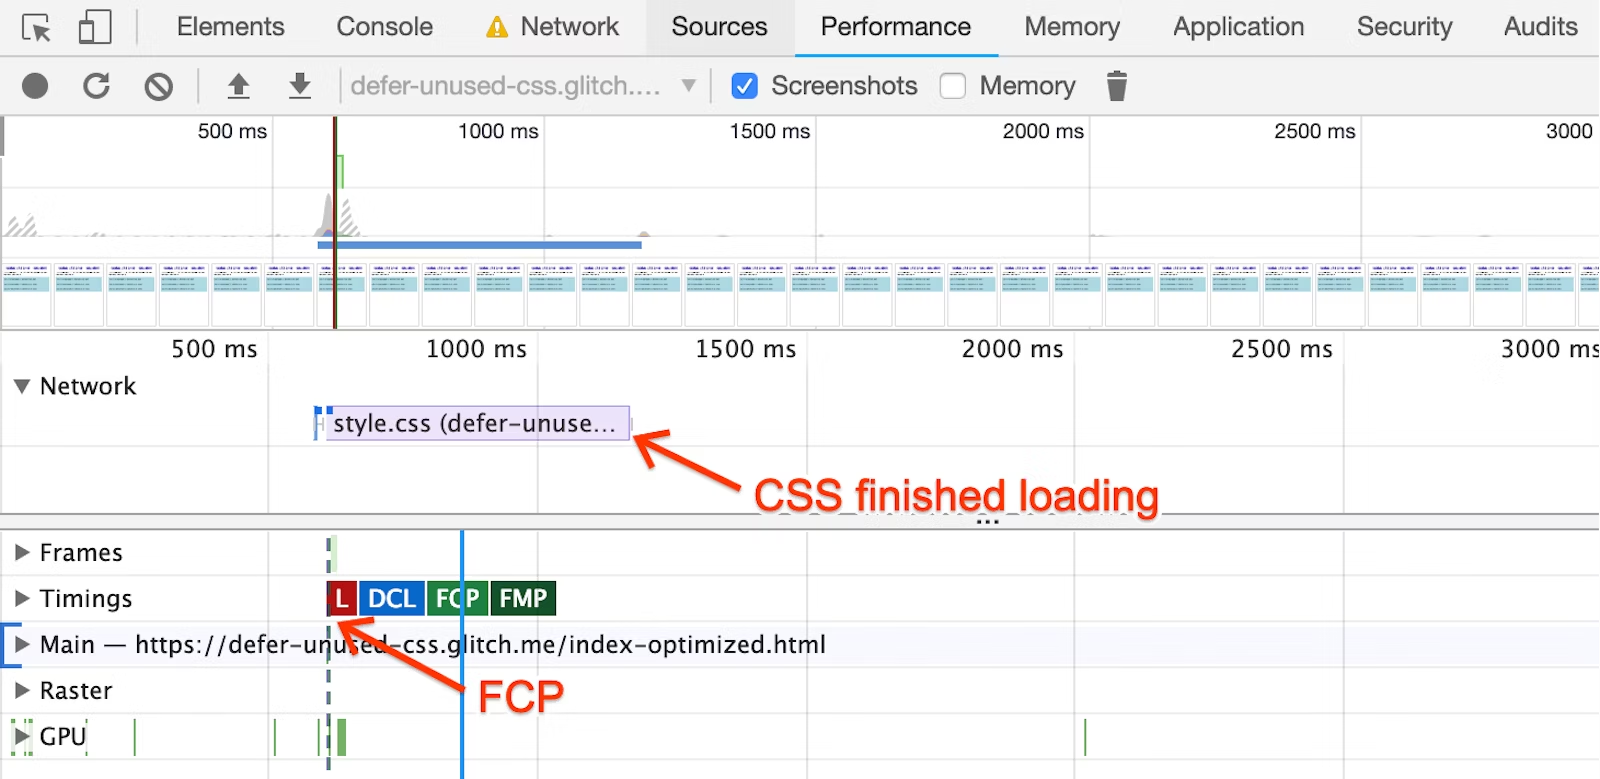 Elements Console Network Sources Performance Memory Application Security Audits
defer-unused-css.glitch.... Screenshots Memory
500 ms 1000 ms 1500 ms 2000 ms 2500 ms 3000
500 ms 1000 ms 1500 ms 2000 ms 2500 ms 3000 ms
Network
style.css (defer-unuse...
CSS finished loading
...
Frames
Timings L DCL FCP FMP
Main — https://defer-unused-css.glitch.me/index-optimized.html
Raster
FCP
GPU